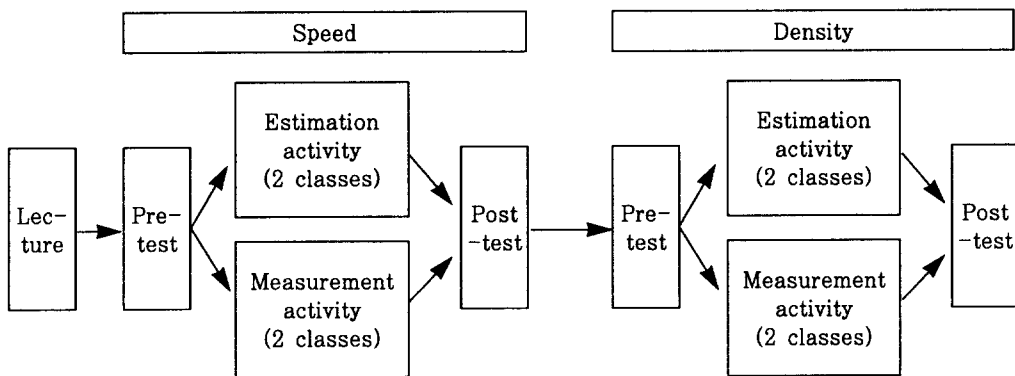 Speed
Density
Lec-
ture
Pre-
test
Estimation
activity
(2 classes)
Measurement
activity
(2 classes)
Post
-test
Pre-
test
Estimation
activity
(2 classes)
Measurement
activity
(2 classes)
Post
-test